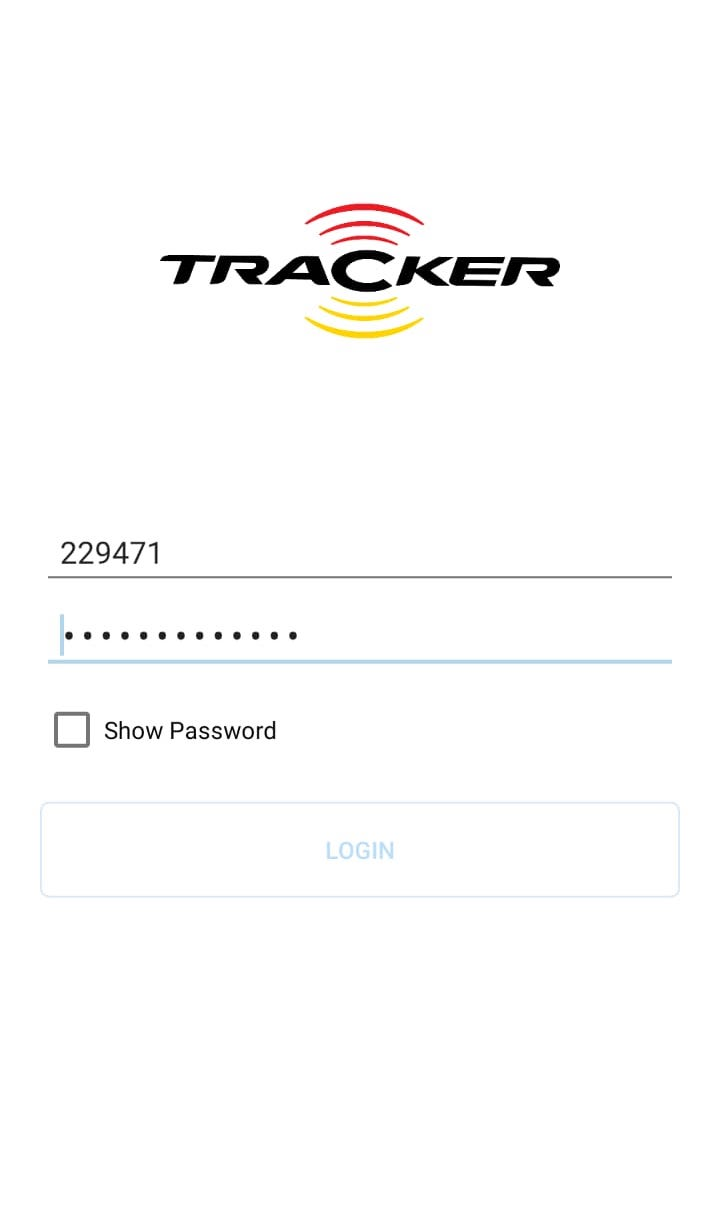 TRACKER
229471
•••••••••••••
Show Password
LOGIN